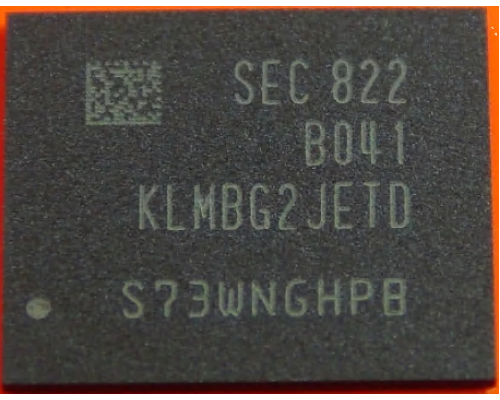 SEC 822
B041
KLMBG2JETD
S73WNGHPB